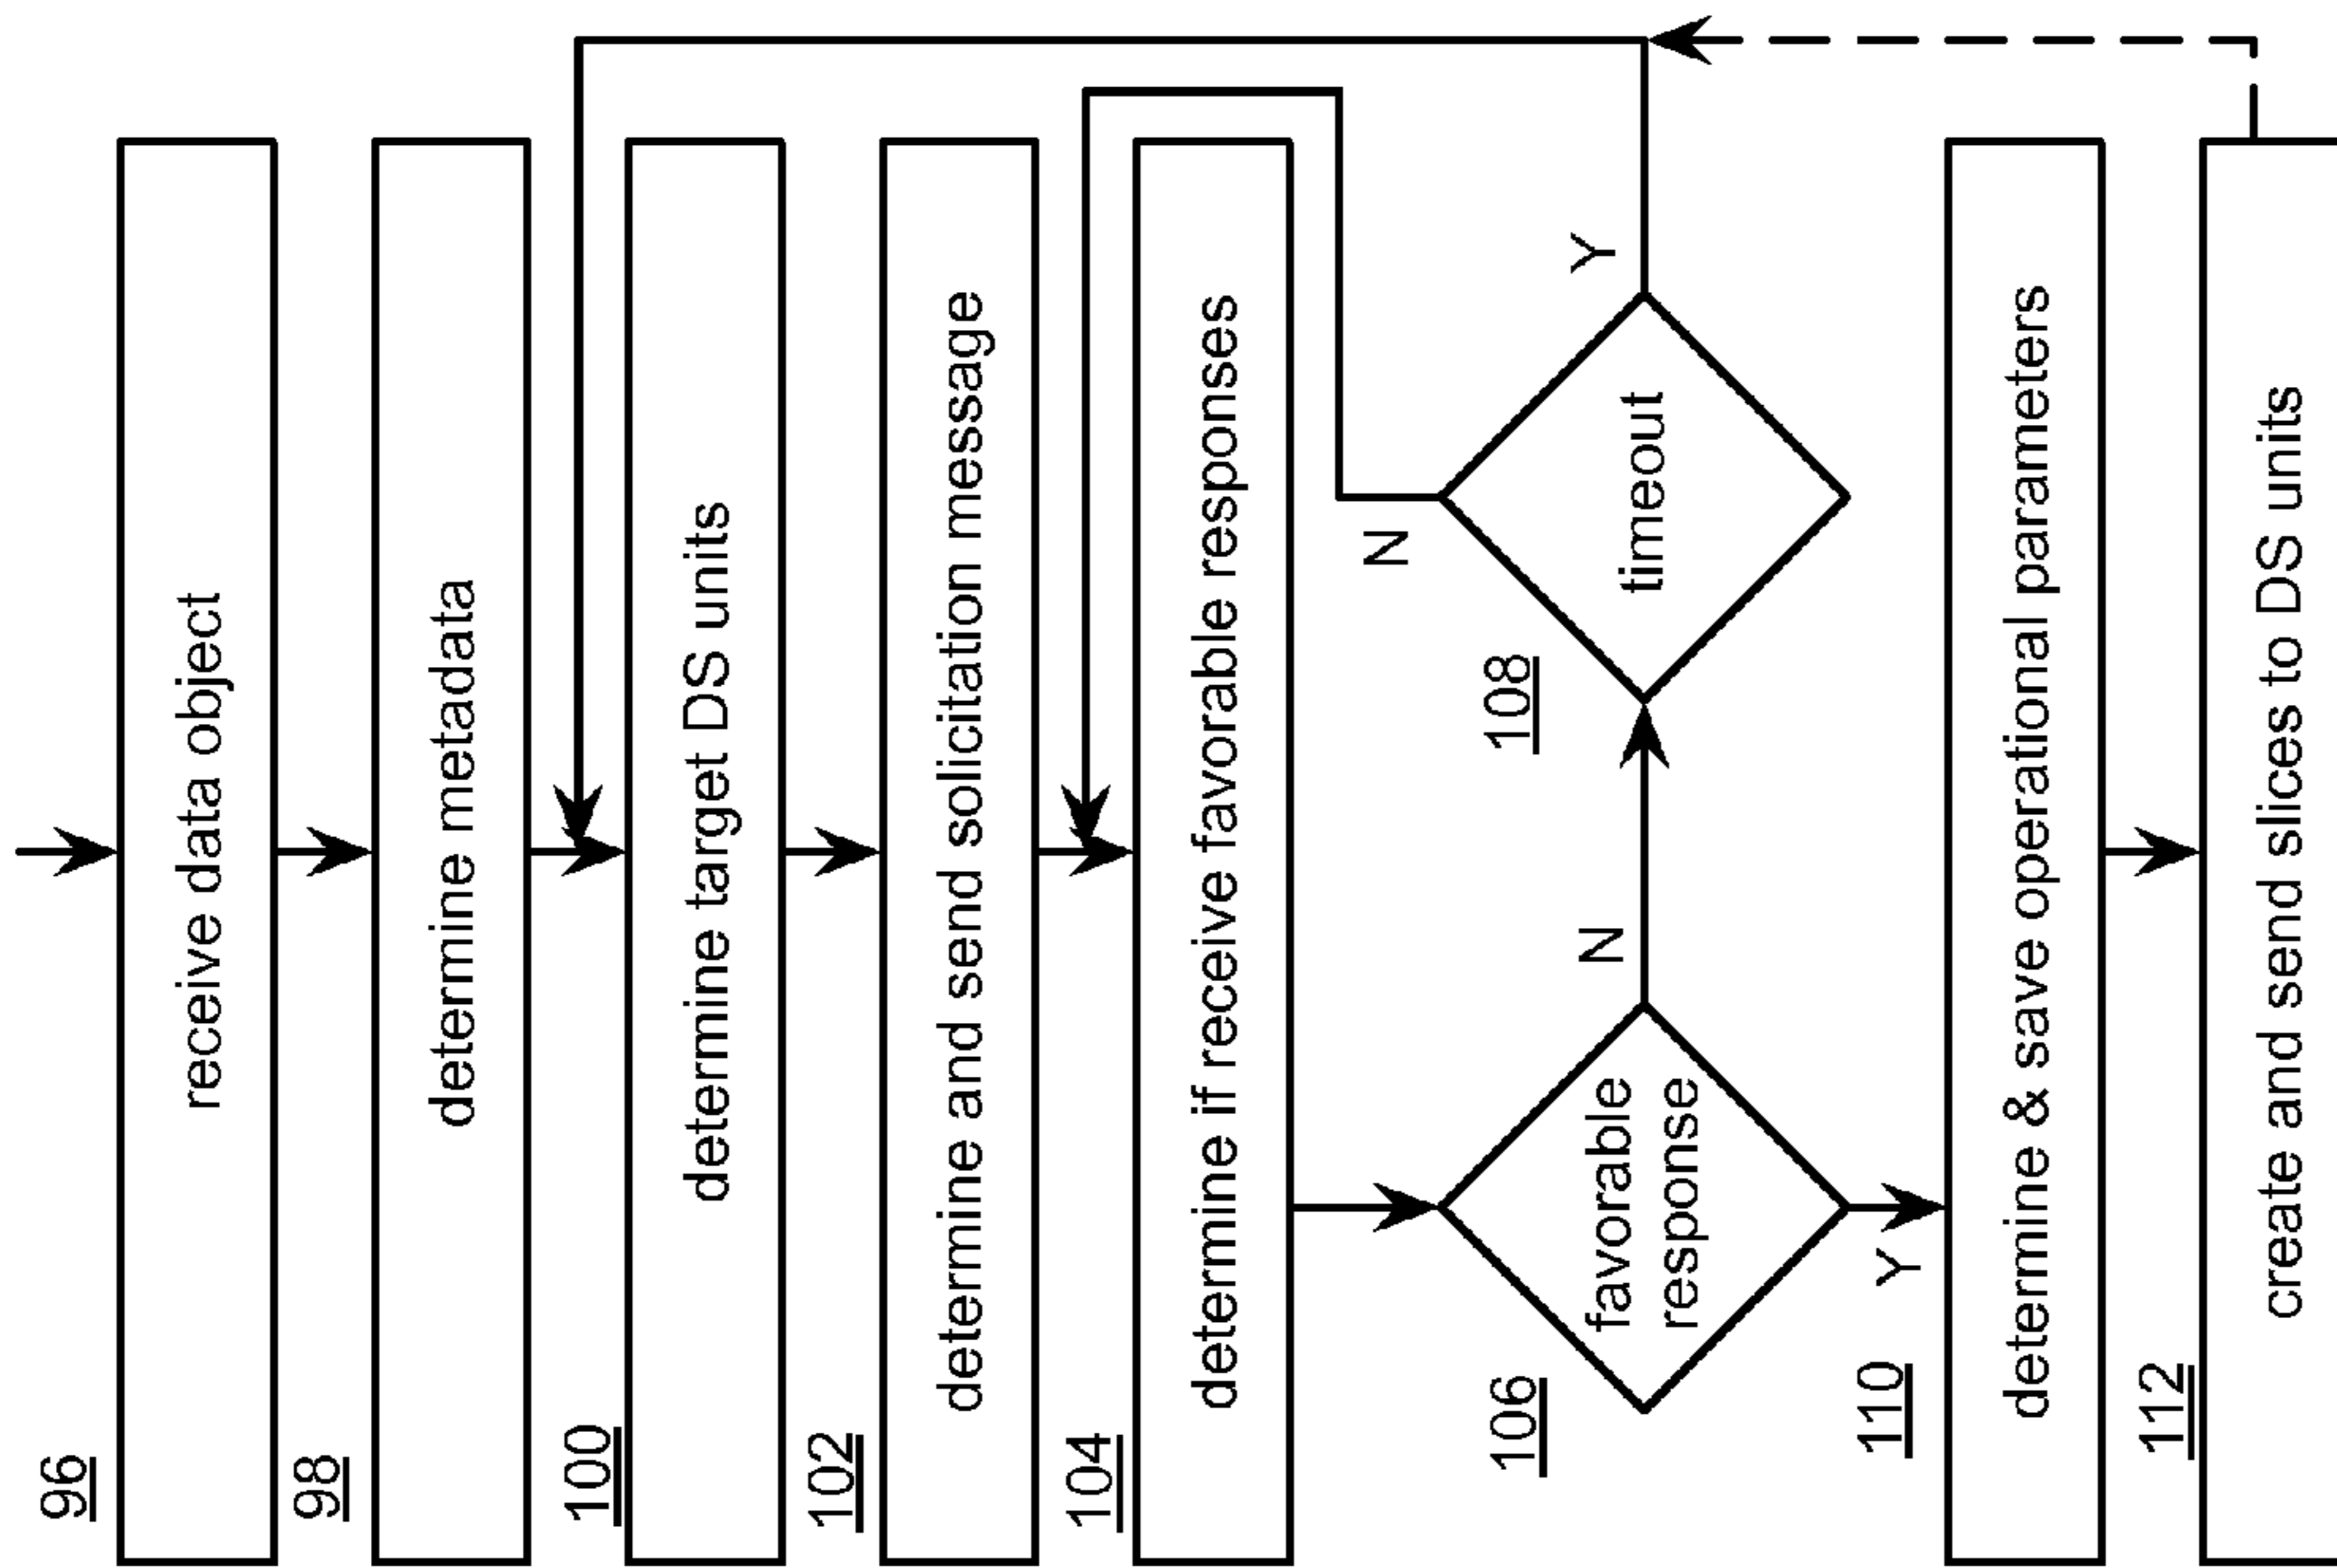 96
receive data object
98
determine metadata
100
determine target DS units
102
determine and send solicitation message
104
determine if receive favorable responses
106
favorable
response
N
108
timeout
N
Y
Y
110
determine & save operational parameters
112
create and send slices to DS units